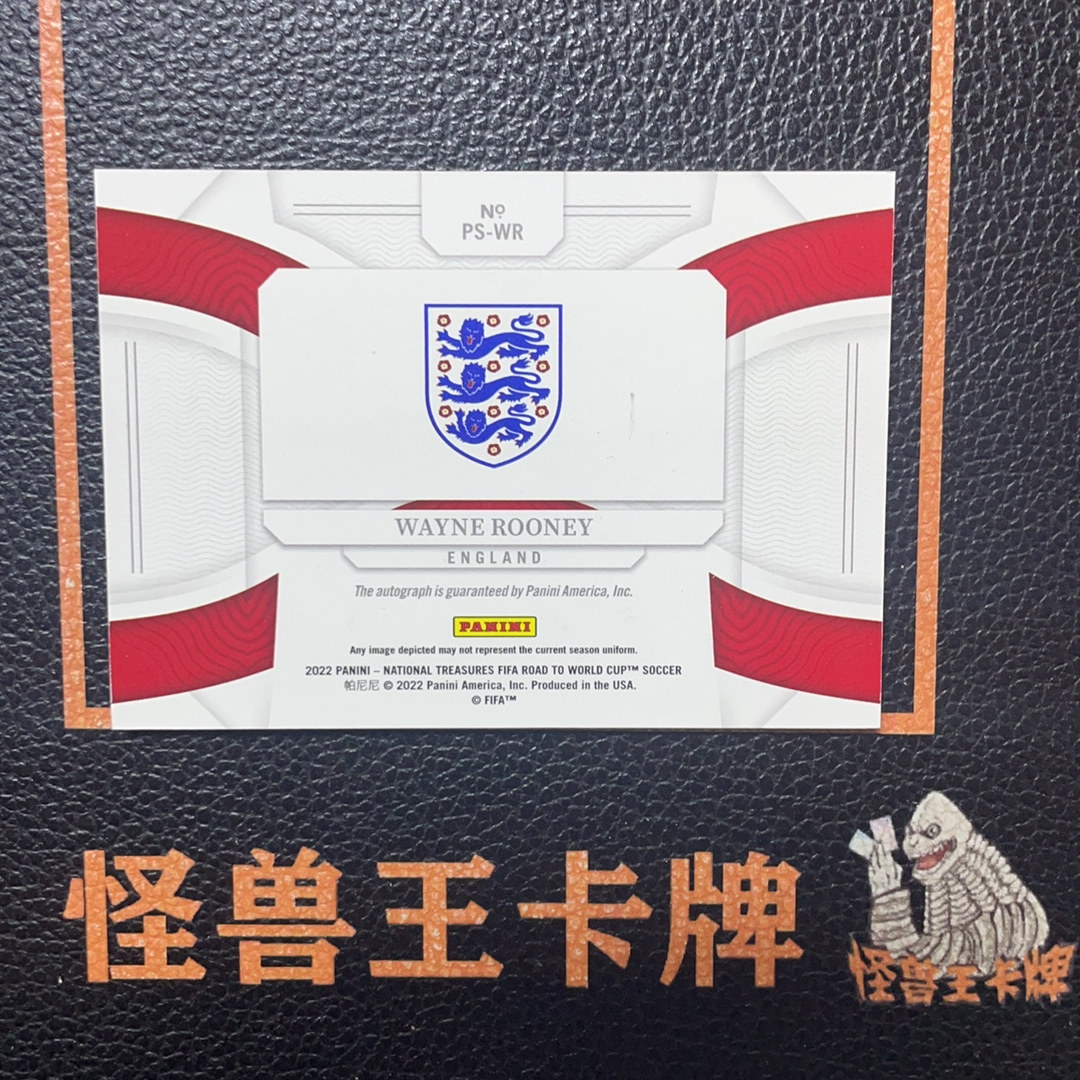 Nº
PS-WR
WAYNE ROONEY
ENGLAND
The autograph is guaranteed by Panini America, Inc.
PANINI
Any image depicted may not represent the current season uniform.
2022 PANINI – NATIONAL TREASURES FIFA ROAD TO WORLD CUP™ SOCCER
帕尼尼 © 2022 Panini America, Inc. Produced in the USA.
© FIFA™
怪兽王卡牌
怪兽王卡牌